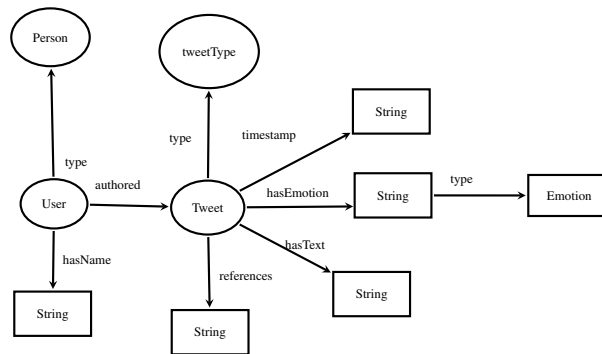 Person
tweetType
String
type
type
timestamp
authored
hasEmotion
type
User
Tweet
String
Emotion
hasName
hasText
references
String
String
String